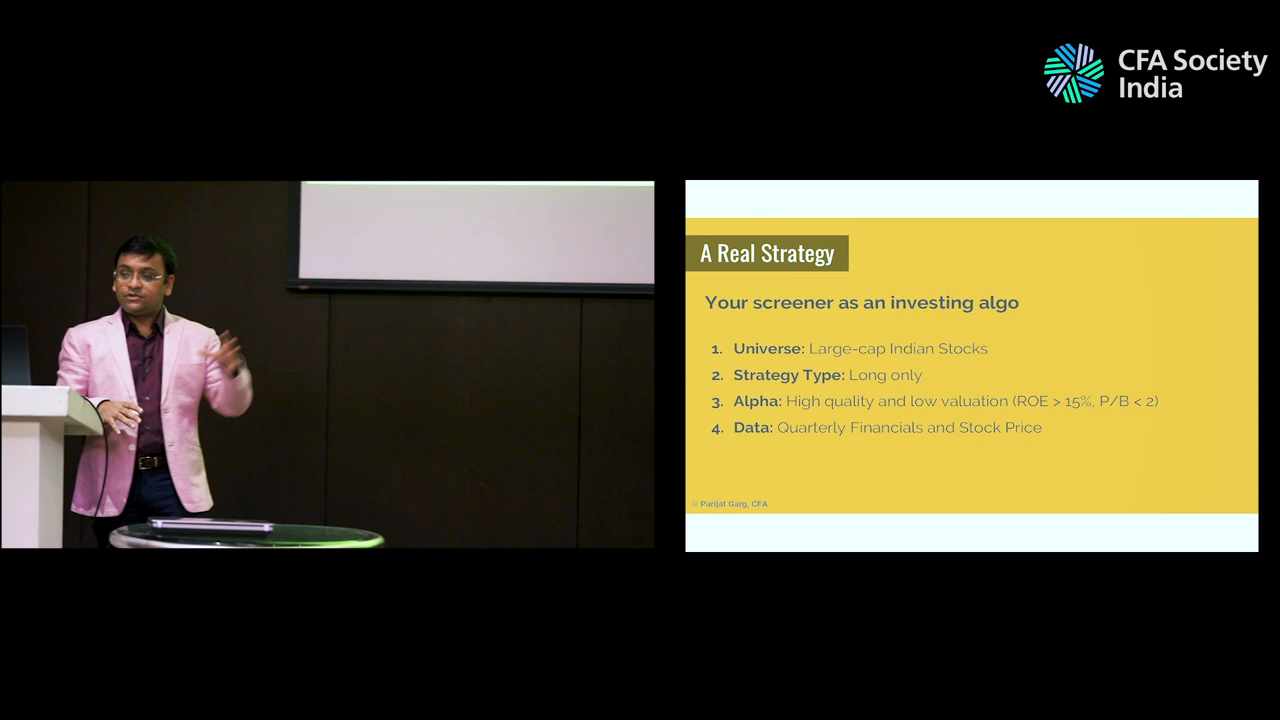 CFA Society
India
A Real Strategy
Your screener as an investing algo
1. Universe: Large-cap Indian Stocks
2. Strategy Type: Long only
3. Alpha: High quality and low valuation (ROE > 15%, P/B < 2)
4. Data: Quarterly Financials and Stock Price
© Parijat Garg, CFA